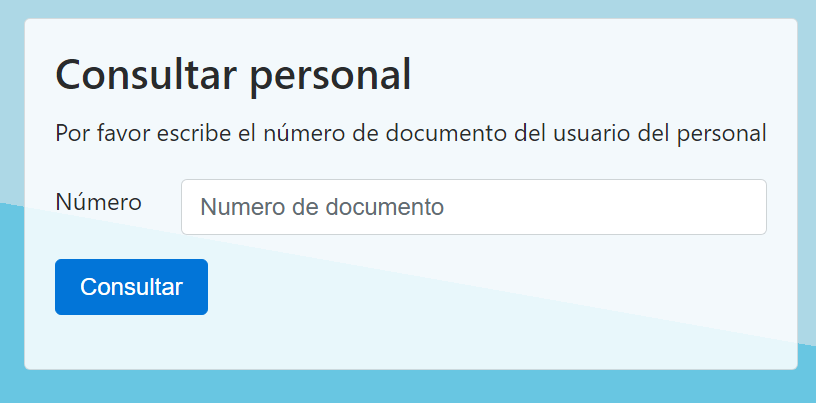 Consultar personal
Por favor escribe el número de documento del usuario del personal
Número
Numero de documento
Consultar